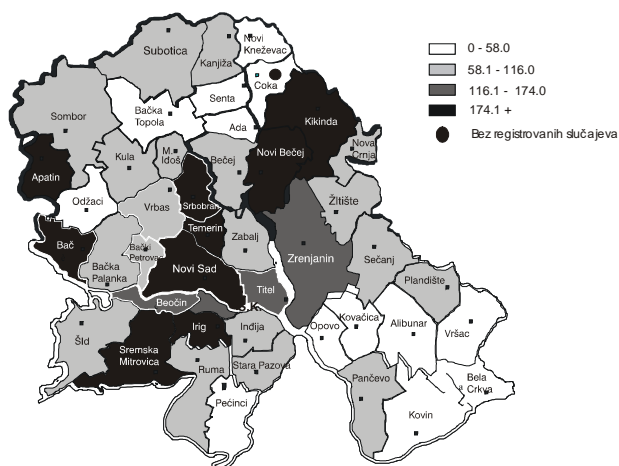 Subotica
Kanjiža
Novi
Kneževac
Coka
Senta
Sombor
Bačka
Topola
Ada
Kikinda
Kula
M.
Iđoš
Bečej
Novi Bečej
Nova
Crnja
Apatin
Odžaci
Vrbas
Srbobran
Žitište
Temerin
Zabalj
Bač
Bački
Petrovac
Bačka
Palanka
Novi Sad
Zrenjanin
Sečanj
Titel
Plandište
Beočin
Opovo
Kovačica
Alibunar
Vršac
Šid
Irig
Inđija
Sremska
Mitrovica
Ruma
Stara Pazova
Pećinci
Pančevo
Bela
Crkva
Kovin
0 - 58.0
58.1 - 116.0
116.1 - 174.0
174.1 +
Bez registrovanih slučajeva